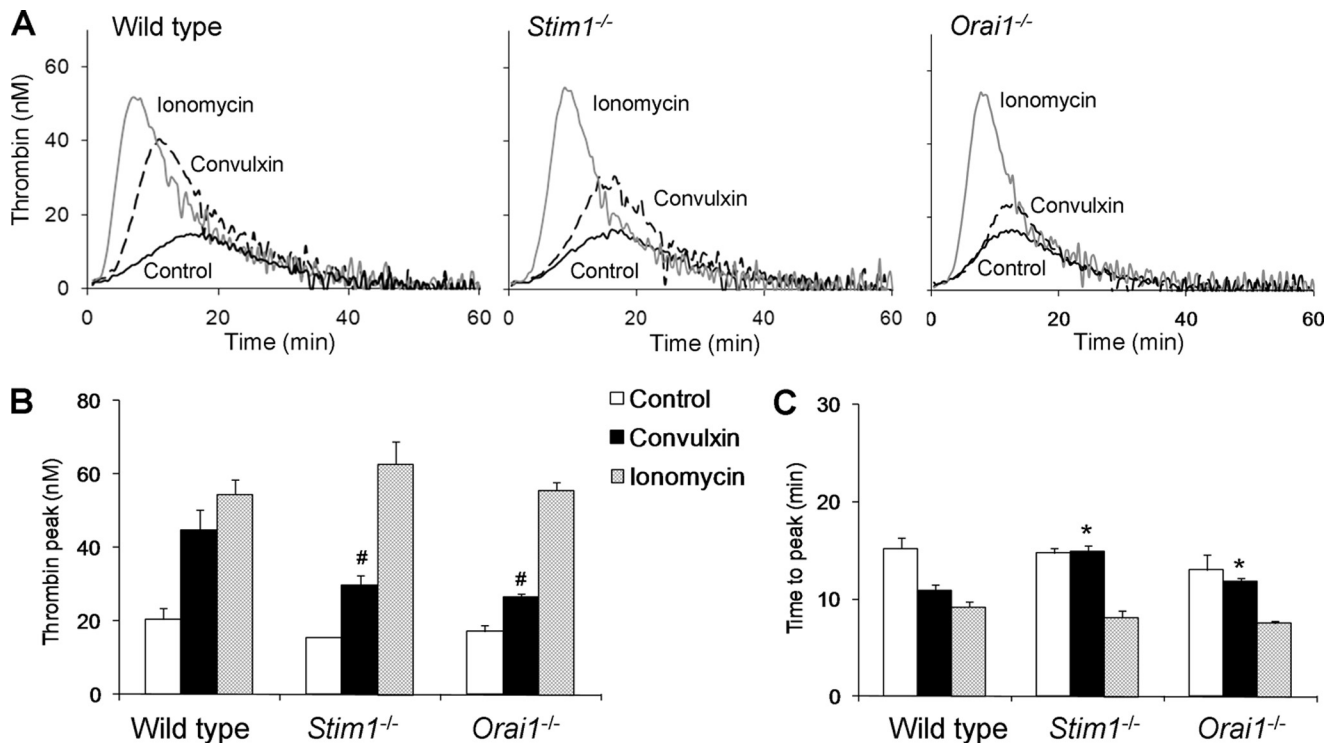 A
Wild type
Stim1-/-
Orai1-/-
Thrombin (nM)
60
40
20
0
Ionomycin
Convulxin
Control
Ionomycin
Convulxin
Control
Ionomycin
Convulxin
Control
0 20 40 60
0 20 40 60
0 20 40 60
Time (min)
Time (min)
Time (min)
B
Thrombin peak (nM)
80
60
40
20
0
#
#
Wild type Stim1-/- Orai1-/-
Control
Convulxin
Ionomycin
C
Time to peak (min)
30
20
10
0
*
*
Wild type Stim1-/- Orai1-/-